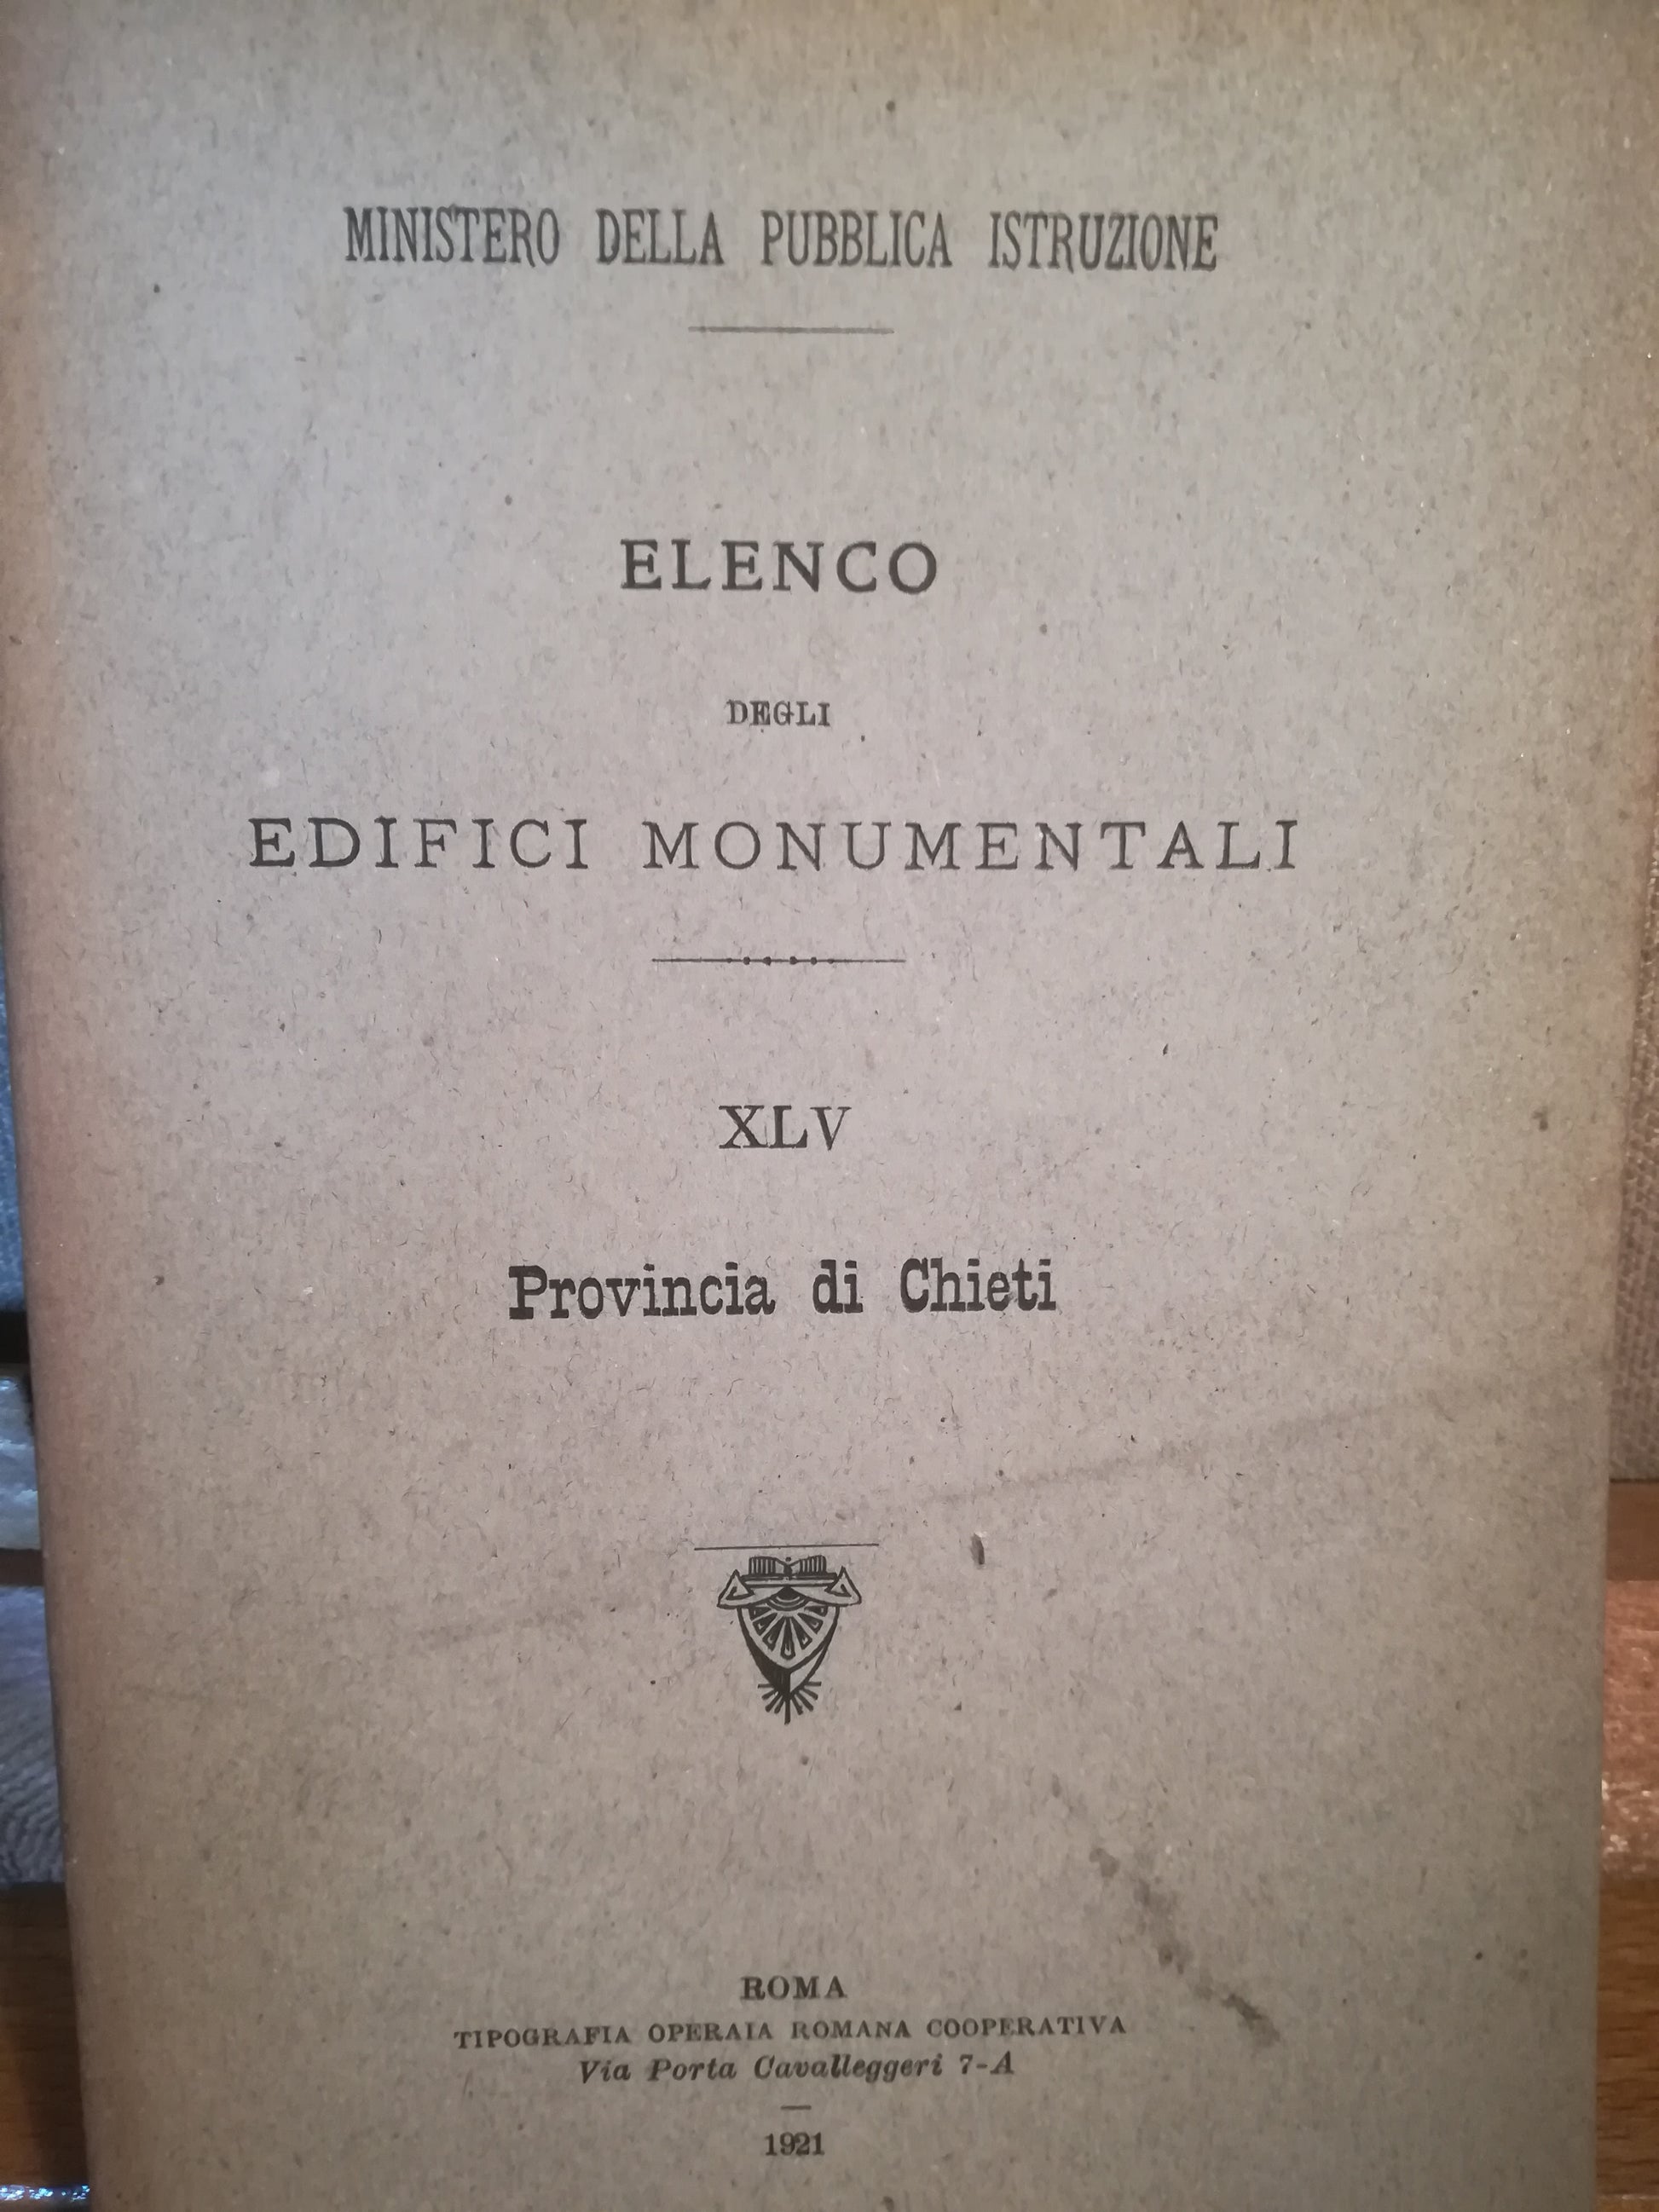 MINISTERO DELLA PUBBLICA ISTRUZIONE
ELENCO
DEGLI
EDIFICI MONUMENTALI
XLV
Provincia di Chieti
ROMA
TIPOGRAFIA OPERAIA ROMANA COOPERATIVA
Via Porta Cavalleggeri 7-A
1921